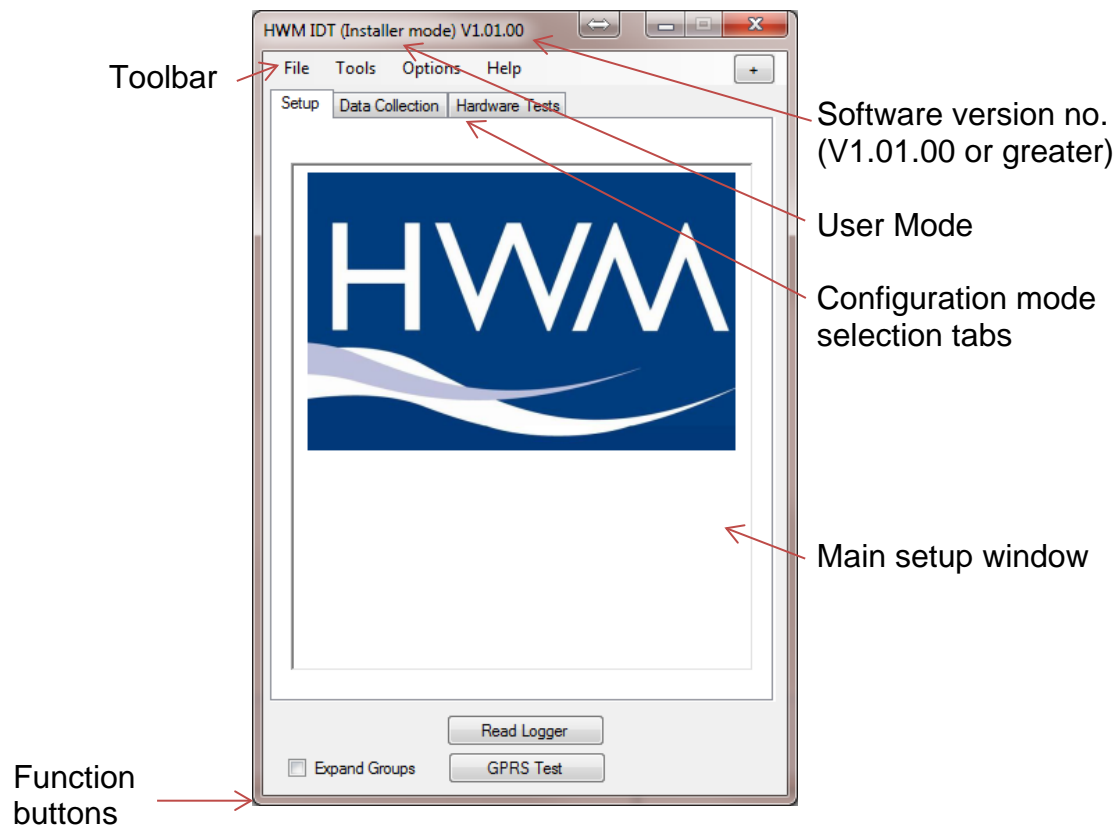 HWM IDT (Installer mode) V1.01.00
Toolbar
File Tools Options Help +
Setup Data Collection Hardware Tests
Software version no.
(V1.01.00 or greater)
User Mode
Configuration mode
selection tabs
HWM
Main setup window
Read Logger
Expand Groups GPRS Test
Function
buttons